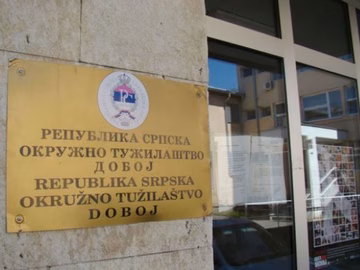 РЕПУБЛИКА СРПСКА
ОКРУЖНО ТУЖИЛАШТВО
ДОБОЈ
REPUBLIKA SRPSKA
OKRUŽNO TUŽILAŠTVO
DOBOJ